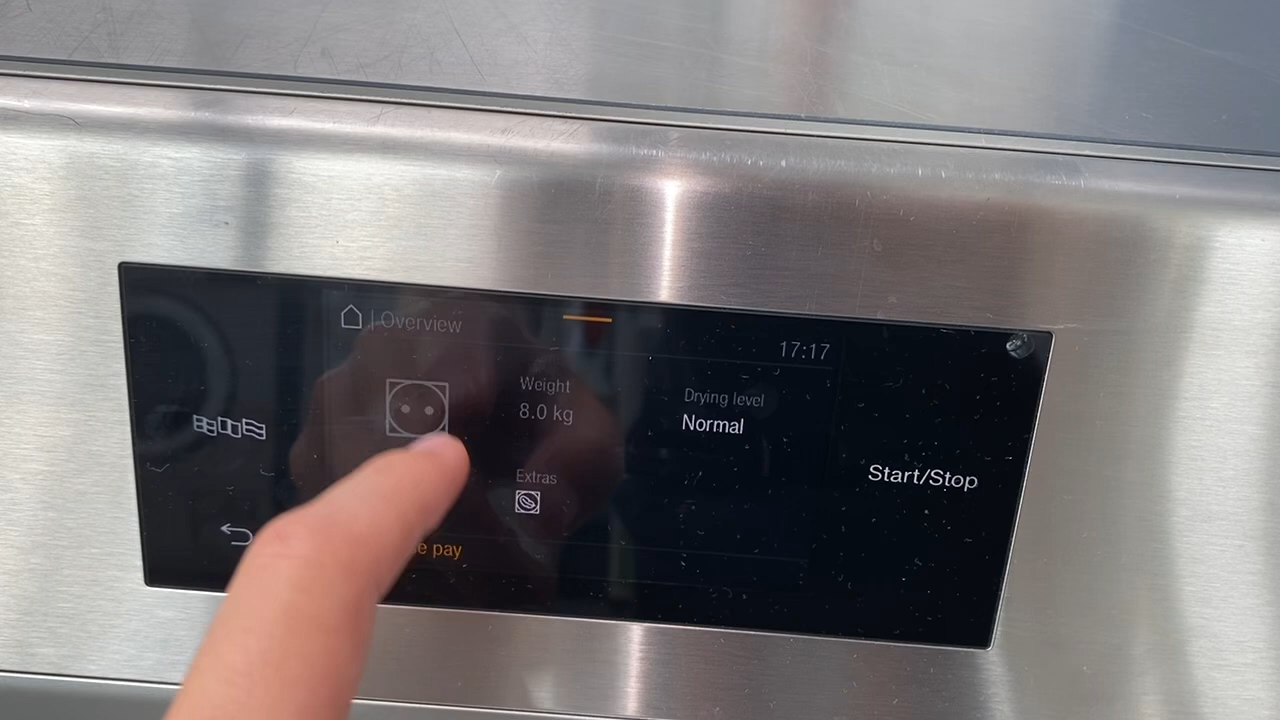 | Overview
17:17
Weight
8.0 kg
Drying level
Normal
Extras
Start/Stop
pay